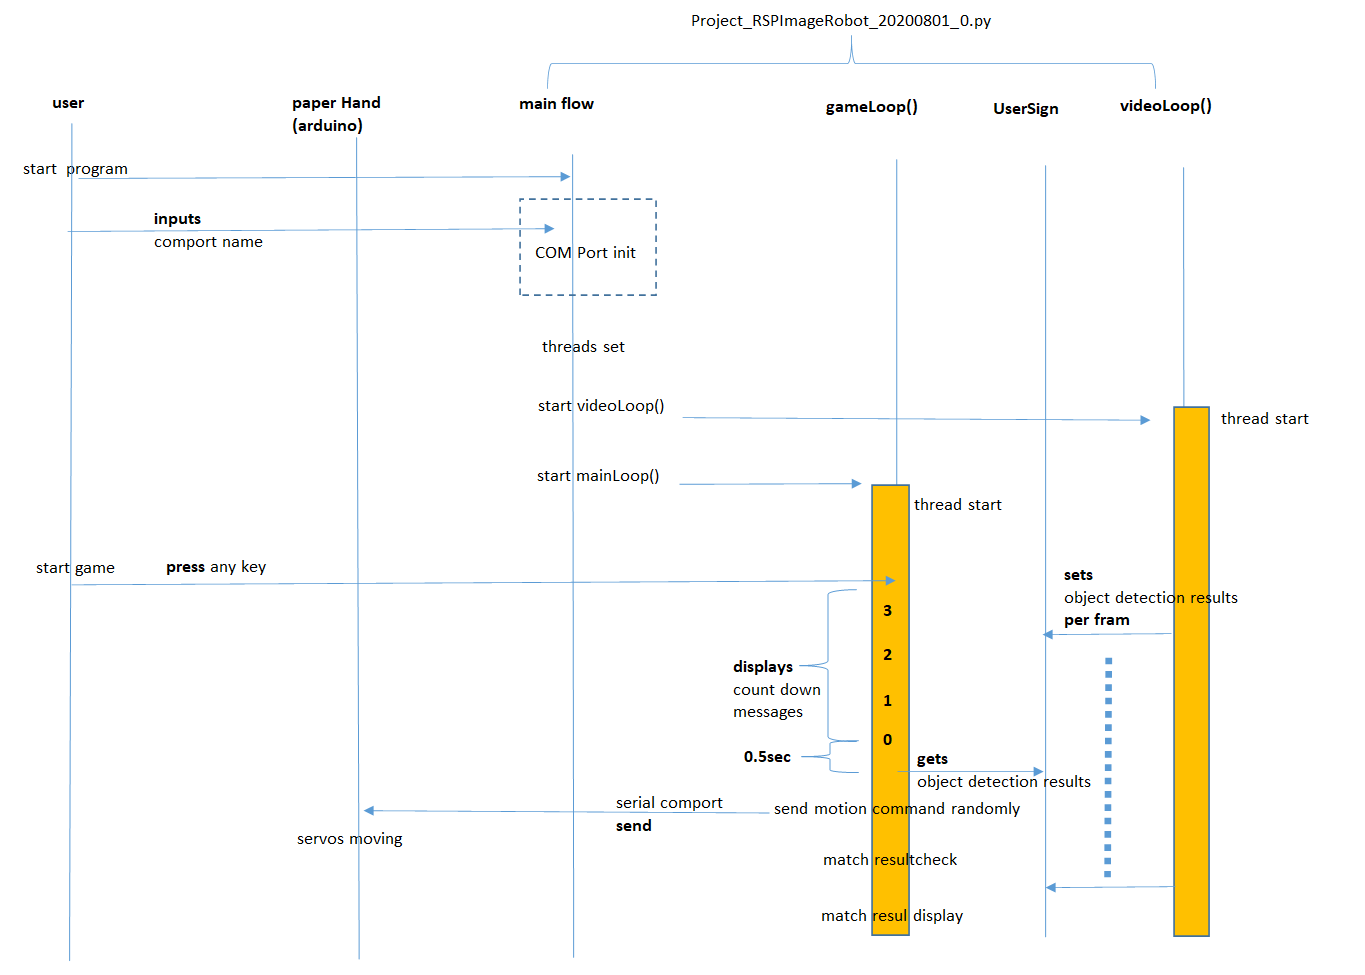 Project_RSPImageRobot_20200801_0.py
user
paper Hand
(arduino)
main flow
gameLoop()
UserSign
videoLoop()
start program
inputs
comport name
COM Port init
threads set
start videoLoop()
thread start
start mainLoop()
thread start
start game
press any key
sets
object detection results
per fram
3
2
1
0
displays
count down
messages
0.5sec
gets
object detection results
serial comport
send
send motion command randomly
servos moving
match resultcheck
match resul display